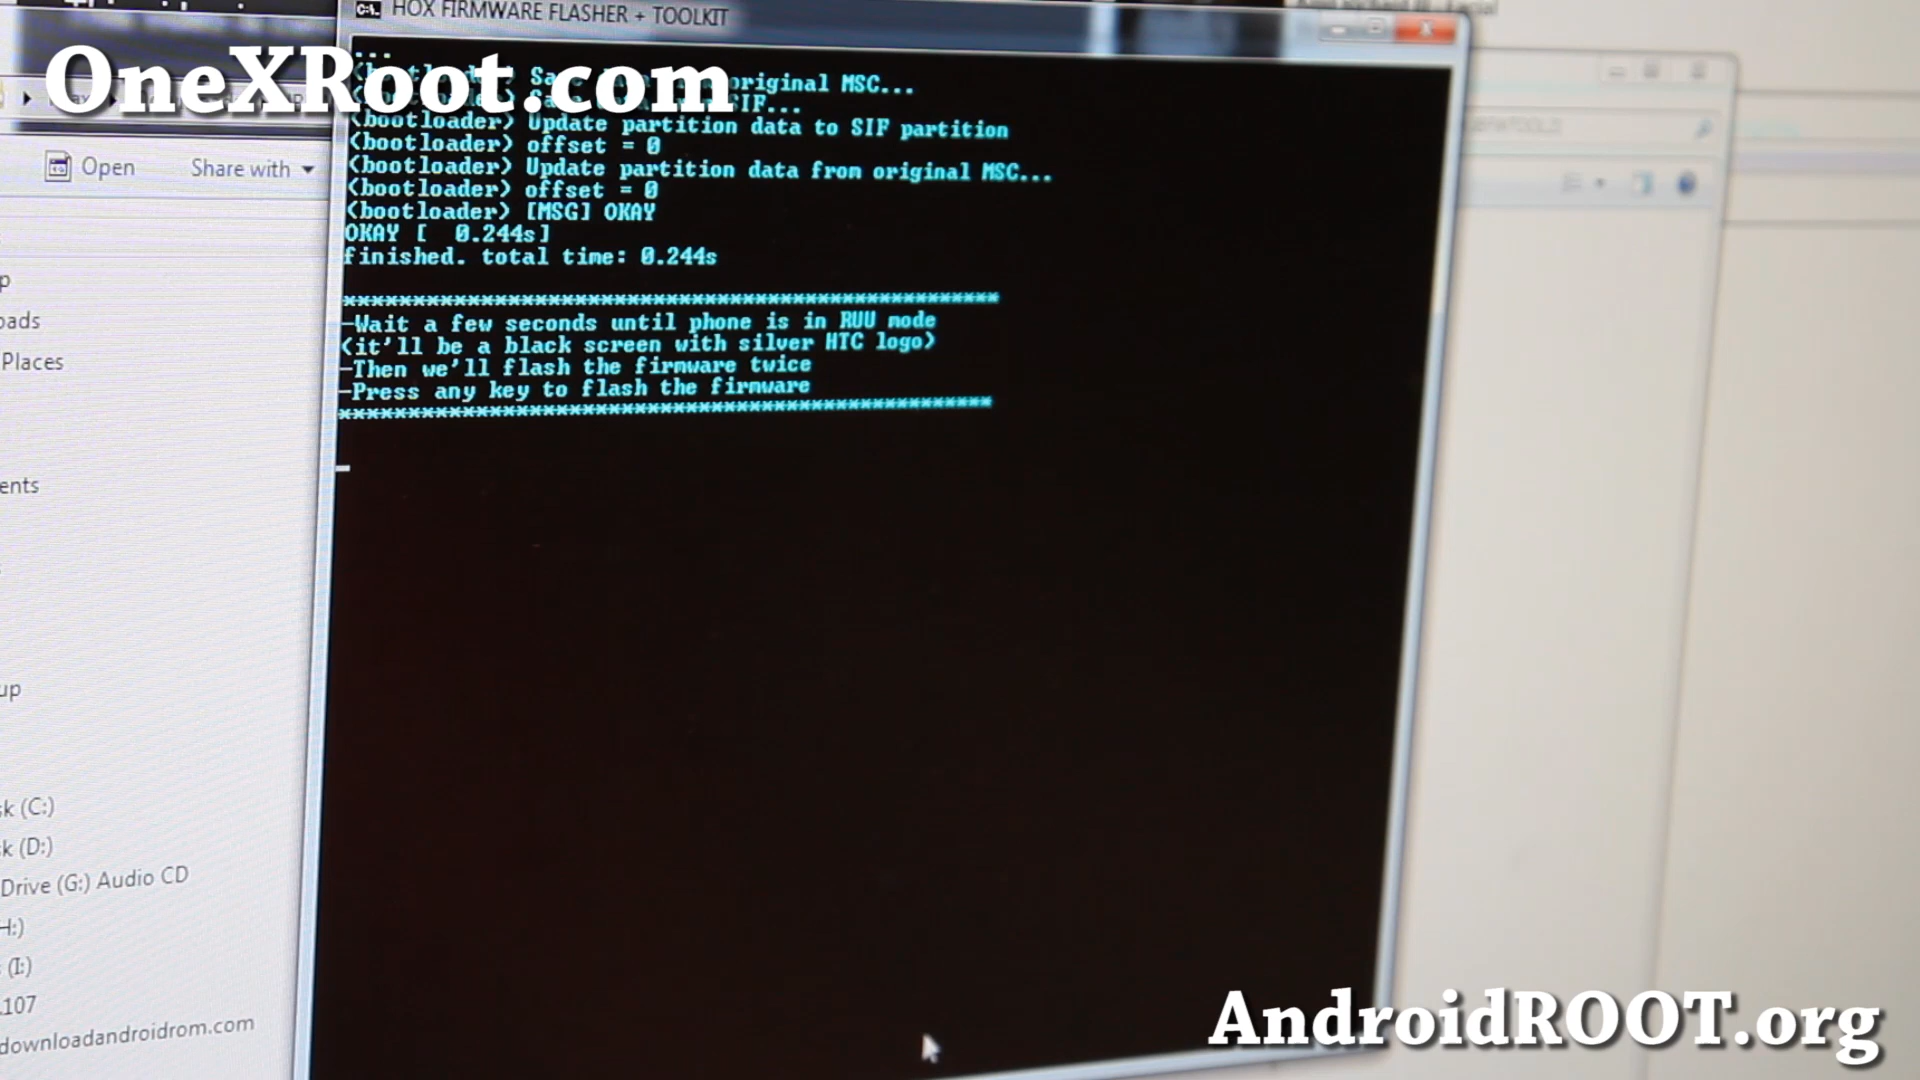 HOX FIRMWARE FLASHER + TOOLKIT
OneXRoot.com
...
original MSC...
SIF...
(bootloader) Update partition data to SIF partition
(bootloader) offset = 0
(bootloader) Update partition data from original MSC...
(bootloader) offset = 0
(bootloader) [MSG] OKAY
OKAY [  0.244s]
finished. total time: 0.244s
***********************************************
-Wait a few seconds until phone is in RUU mode
(it'll be a black screen with silver HTC logo)
-Then we'll flash the firmware twice
-Press any key to flash the firmware
***********************************************
Open
Share with
p
oads
Places
ents
up
sk (C:)
k (D:)
Drive (G:) Audio CD
H:)
(I:)
.107
downloadandroidrom.com
AndroidROOT.org